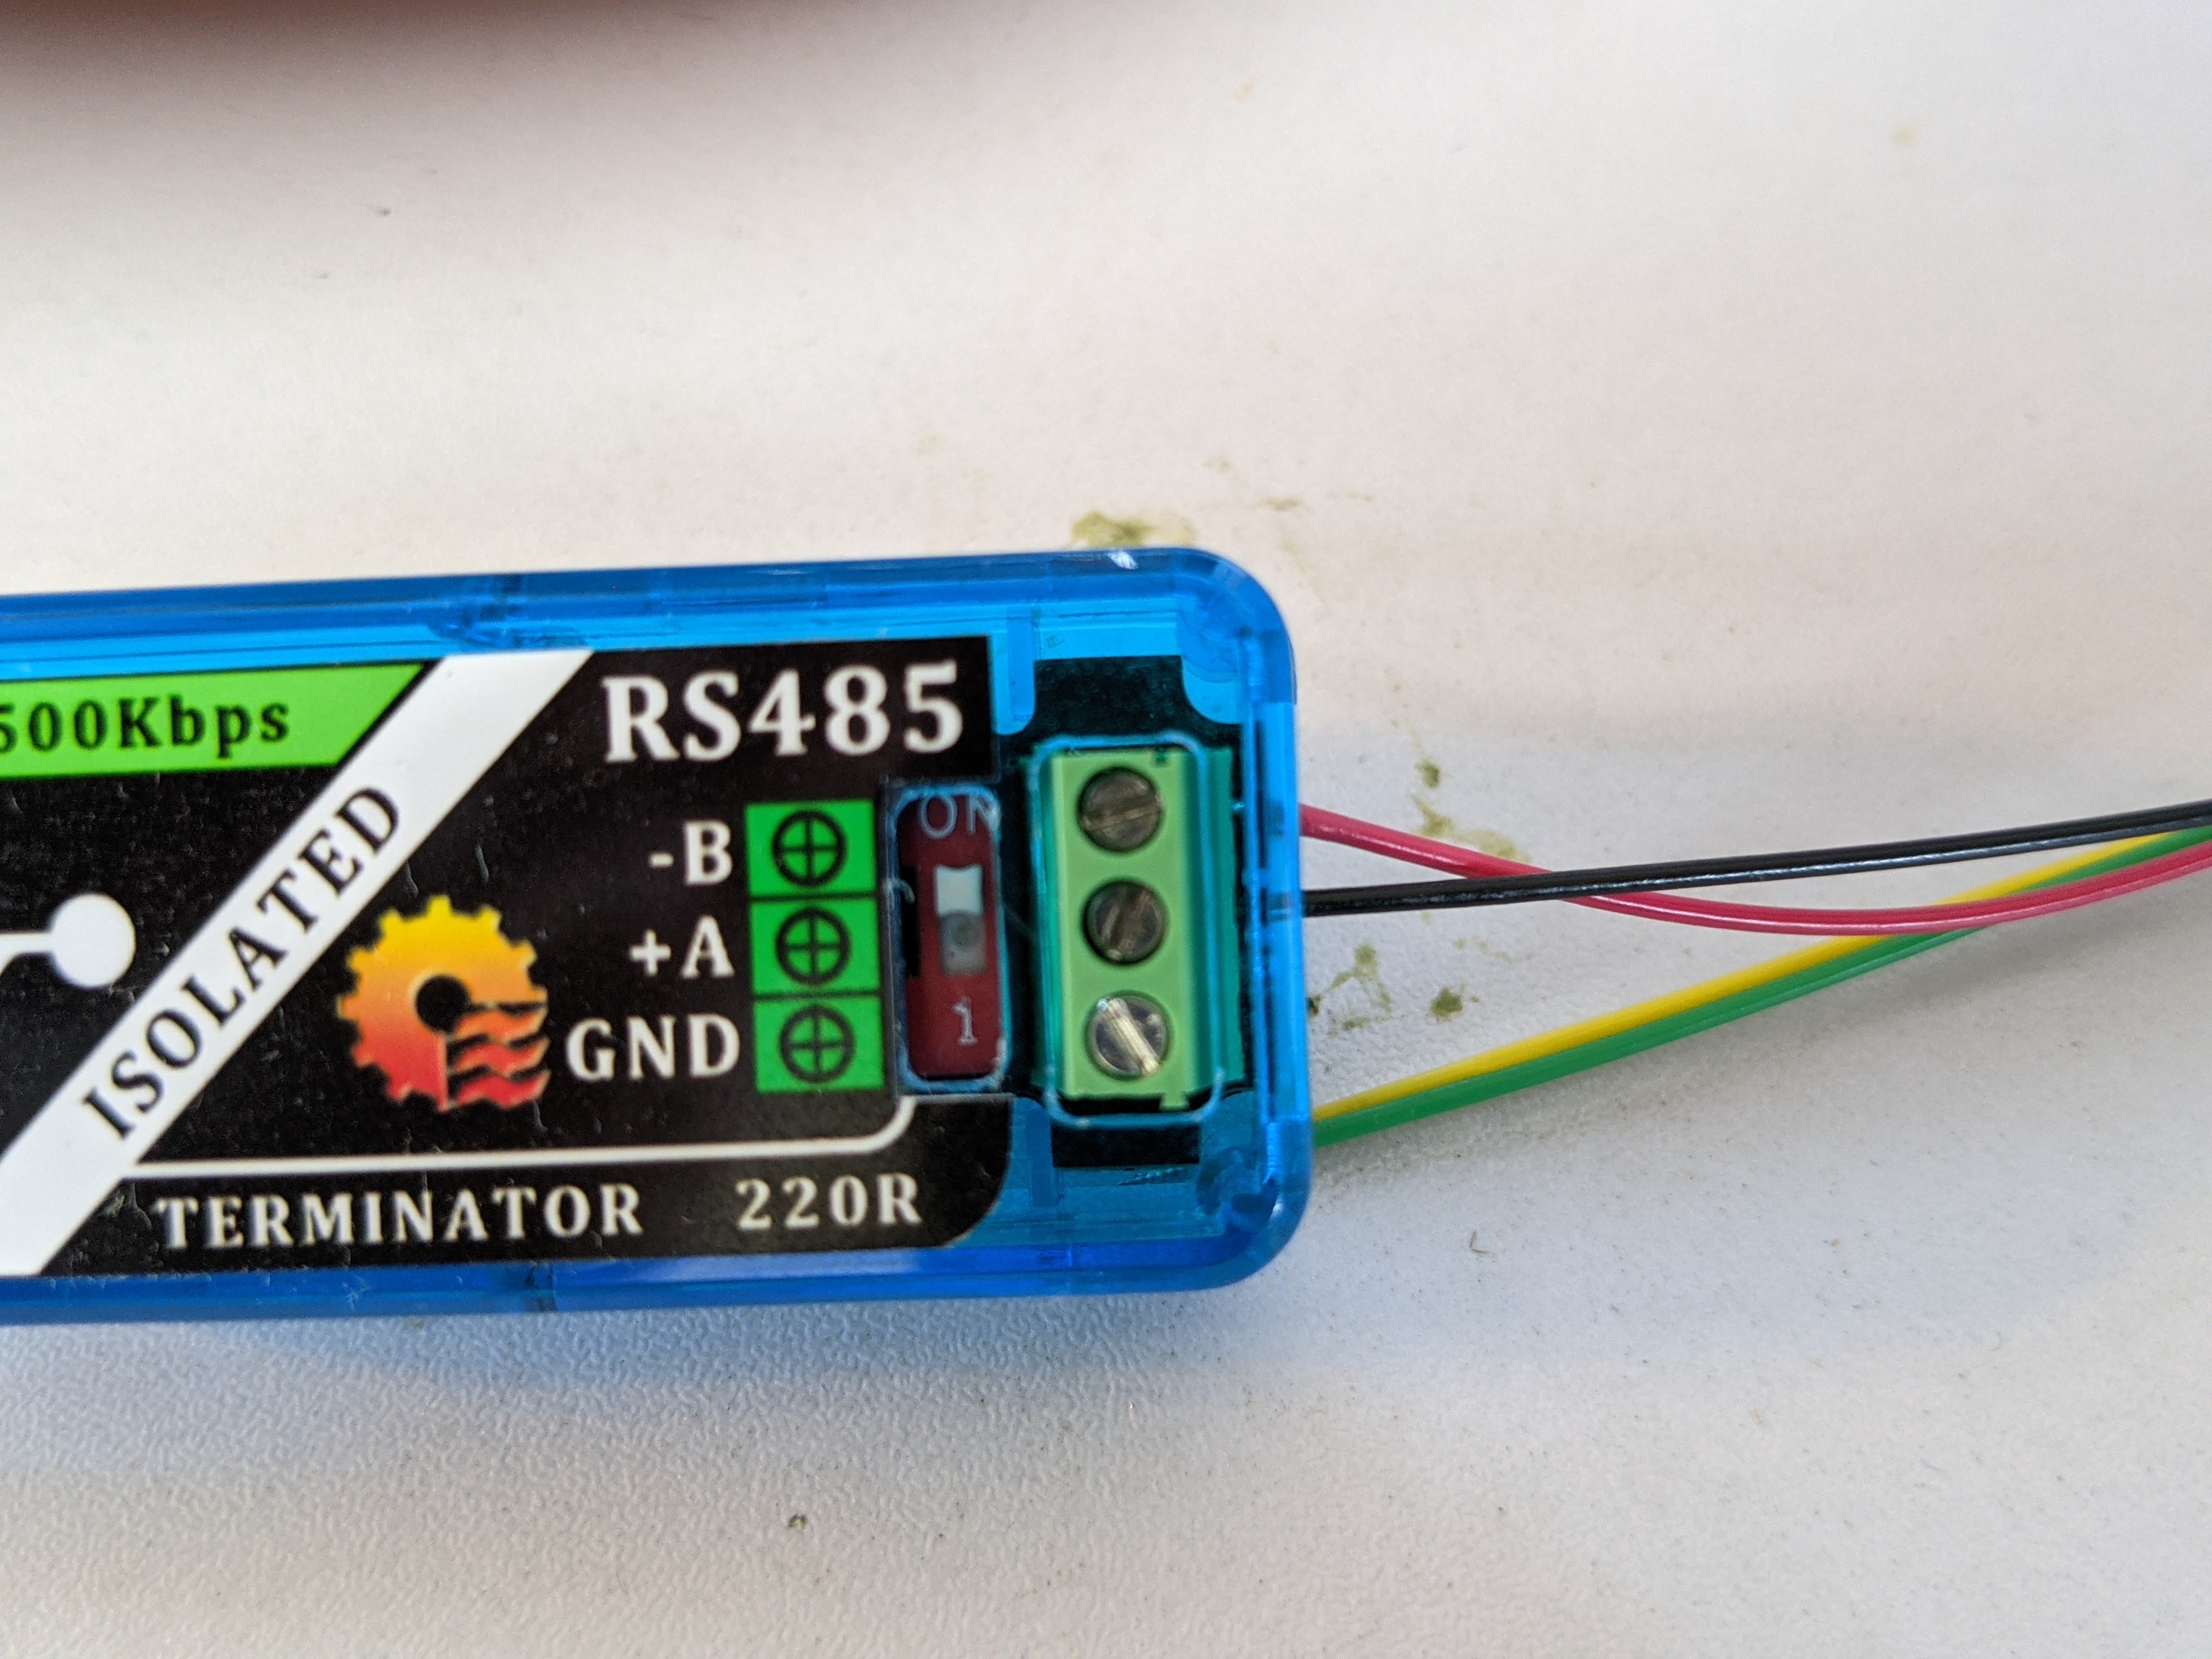 500Kbps
ISOLATED
RS485
ON
-B
+A
GND
1
TERMINATOR 220R